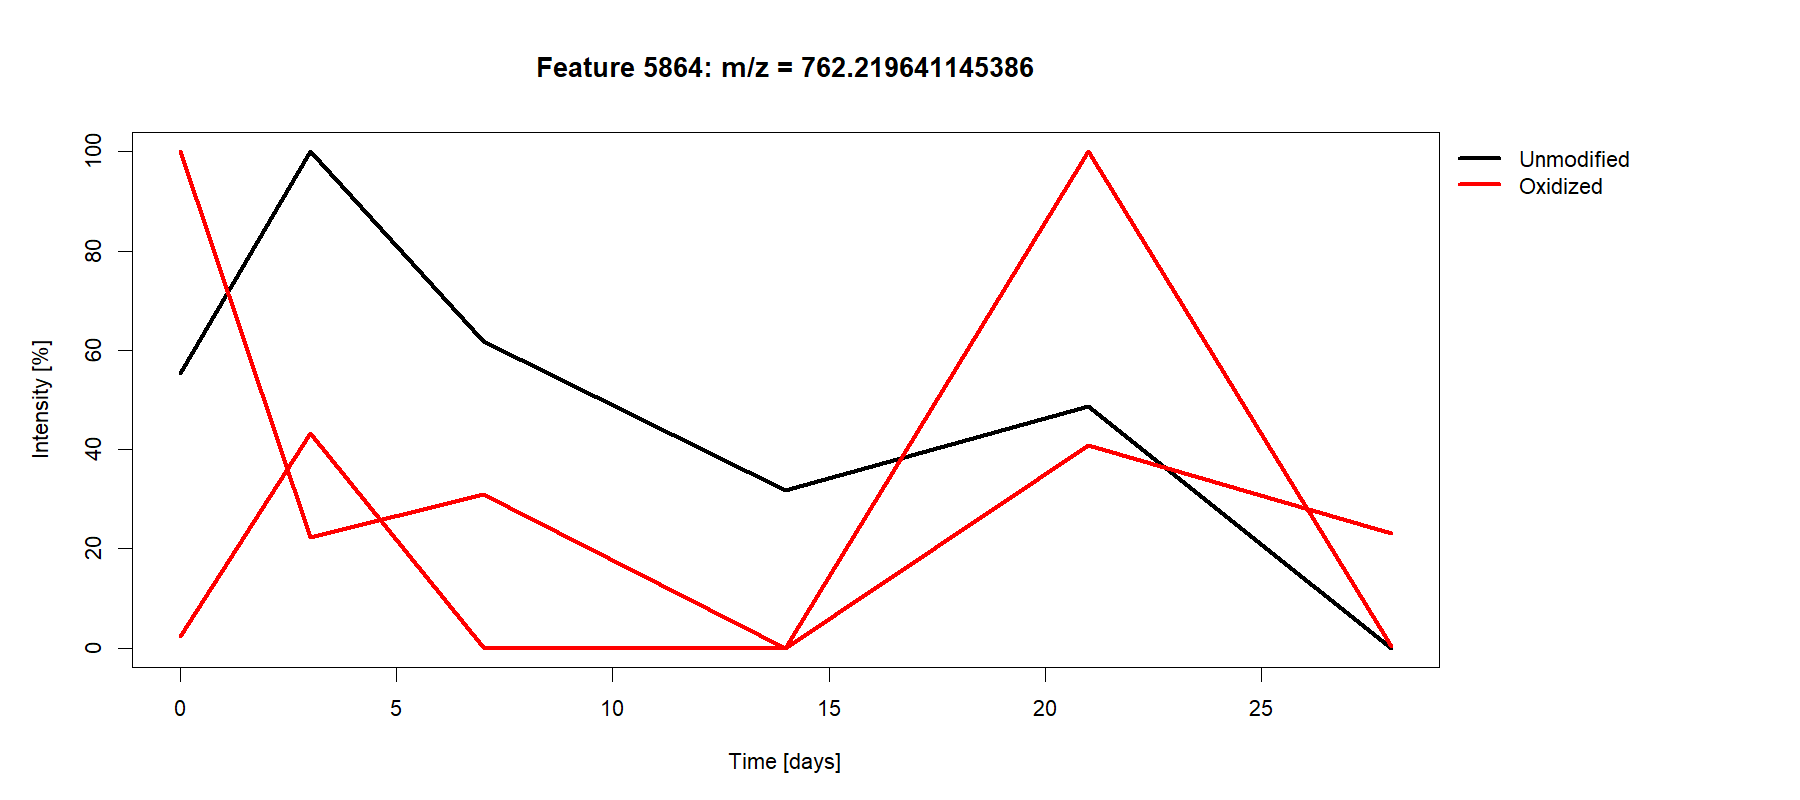 Feature 5864: m/z = 762.219641145386
Unmodified
Oxidized
Intensity [%]
100
80
60
40
20
0
0 5 10 15 20 25
Time [days]